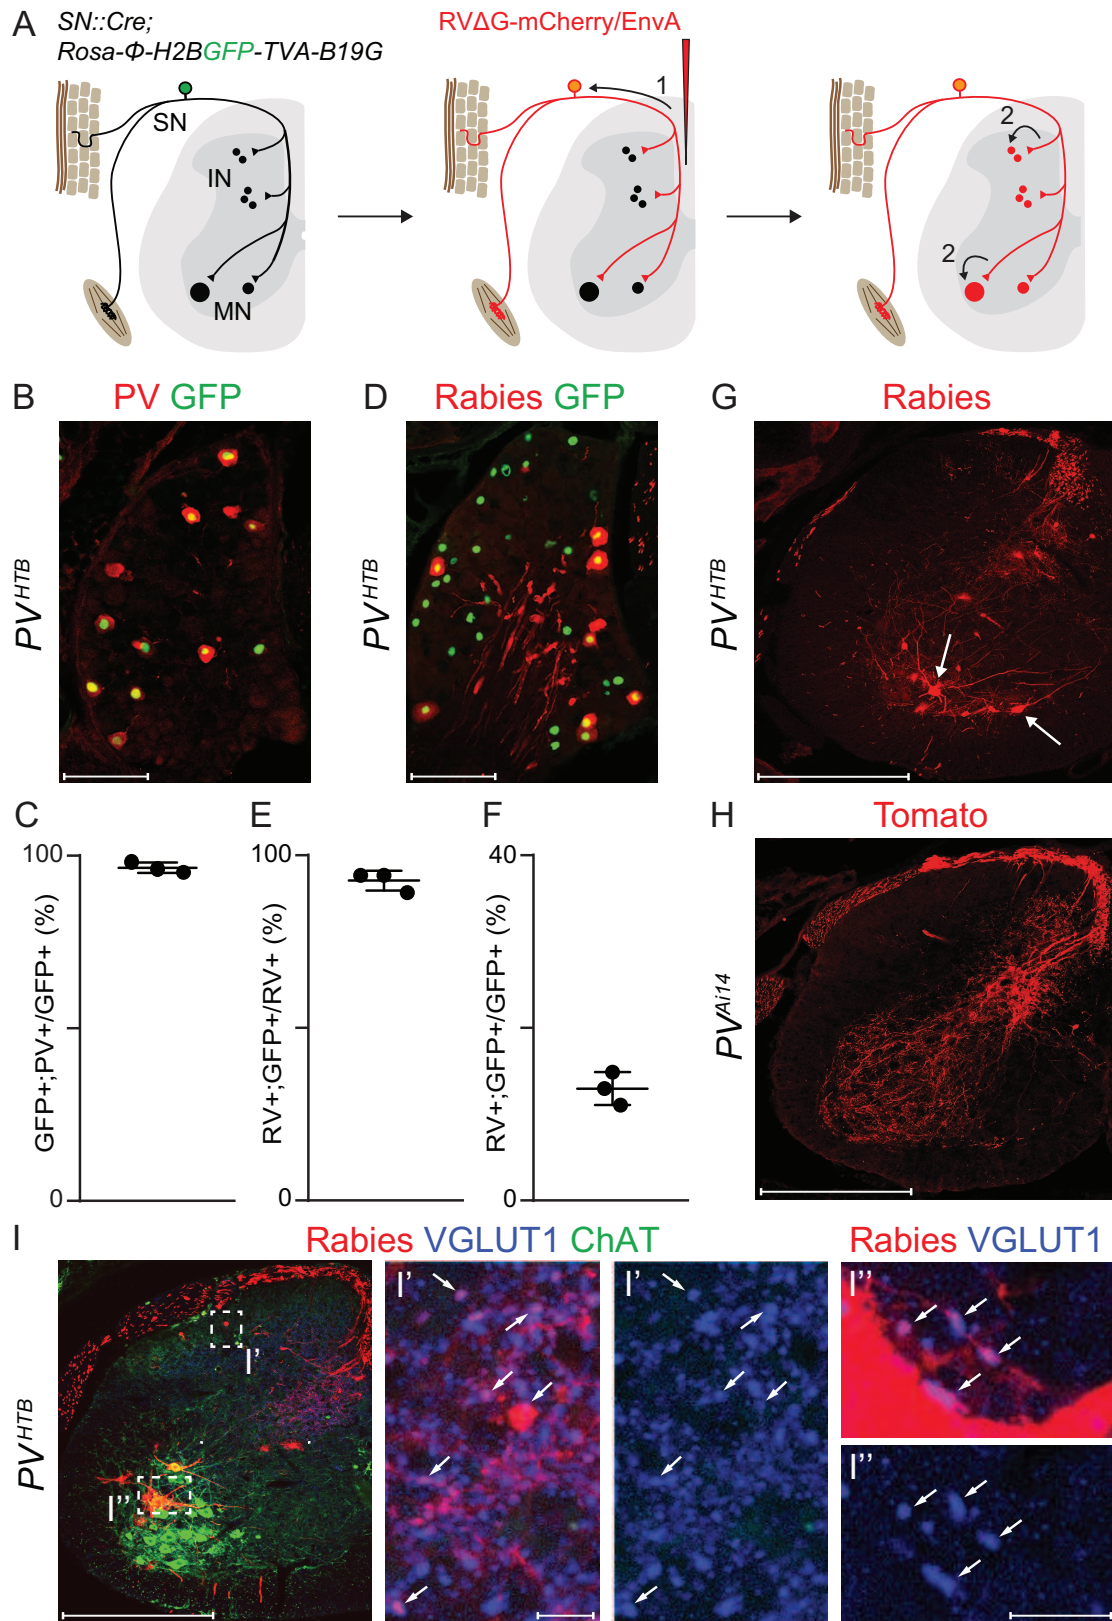 A
SN::Cre;
Rosa-Φ-H2BGFP-TVA-B19G
RVΔG-mCherry/EnvA
SN
IN
MN
1
2
2
B
PV GFP
PV^HTB
D
Rabies GFP
PV^HTB
G
Rabies
PV^HTB
C
100
0
GFP+;PV+/GFP+ (%)
E
100
0
RV+;GFP+/RV+ (%)
F
40
0
RV+;GFP+/GFP+ (%)
H
Tomato
PV^Ai14
I
Rabies VGLUT1 ChAT
Rabies VGLUT1
PV^HTB
I'
I''
I'
I'
I''
I''